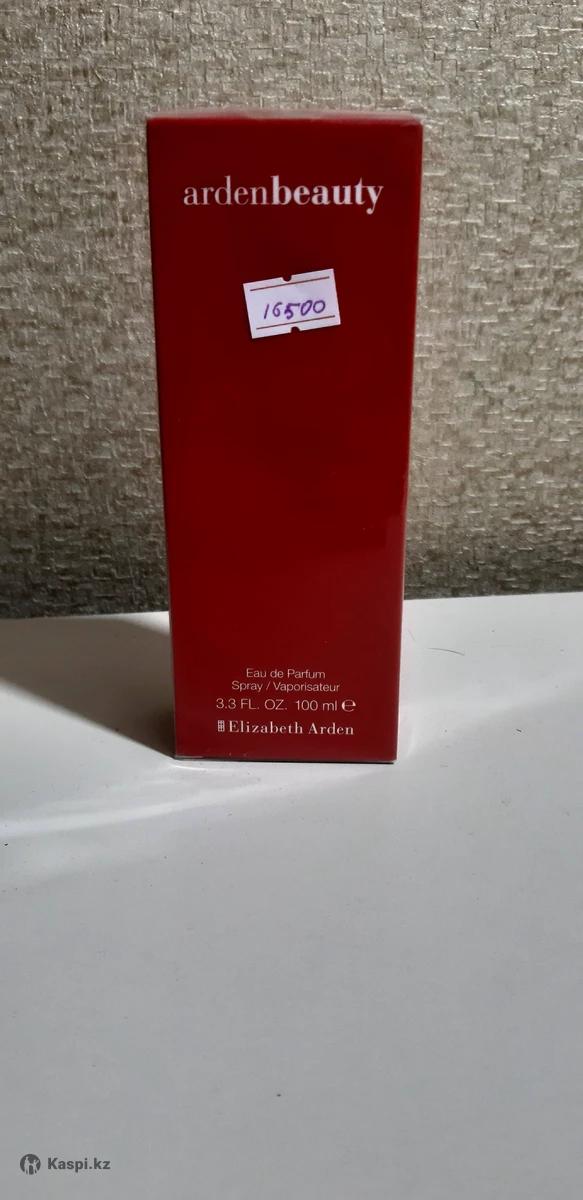 ardenbeauty
16500
Eau de Parfum
Spray / Vaporisateur
3.3 FL. OZ. 100 ml ℮
Elizabeth Arden
Kaspi.kz